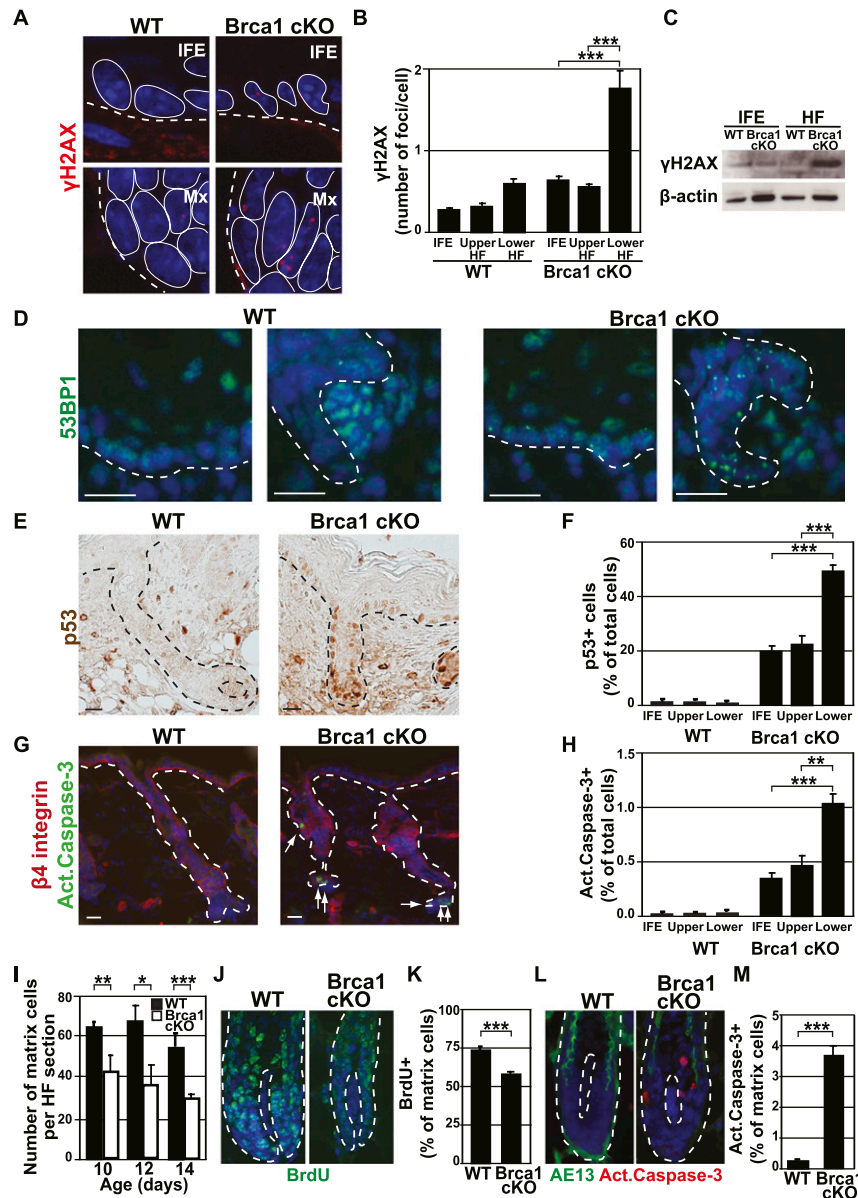 A
WT
Brca1 cKO
IFE
IFE
γH2AX
Mx
Mx
B
γH2AX
(number of foci/cell)
2
1
0
***
***
IFE Upper HF Lower HF
IFE Upper HF Lower HF
WT
Brca1 cKO
C
IFE HF
WT Brca1 cKO WT Brca1 cKO
γH2AX
β-actin
D
WT
Brca1 cKO
53BP1
E
WT
Brca1 cKO
p53
F
p53+ cells
(% of total cells)
60
40
20
0
***
***
IFE Upper Lower IFE Upper Lower
WT Brca1 cKO
G
WT
Brca1 cKO
β4 integrin
Act.Caspase-3
H
Act.Caspase-3+
(% of total cells)
1.5
1.0
0.5
0.0
**
***
IFE Upper Lower IFE Upper Lower
WT Brca1 cKO
I
Number of matrix cells
per HF section
80
60
40
20
0
** * ***
WT
Brca1 cKO
10 12 14
Age (days)
J
WT
Brca1 cKO
BrdU
K
BrdU+
(% of matrix cells)
100
75
50
25
0
***
WT Brca1 cKO
L
WT
Brca1 cKO
AE13 Act.Caspase-3
M
Act.Caspase-3+
(% of matrix cells)
5
4
3
2
1
0
***
WT Brca1 cKO